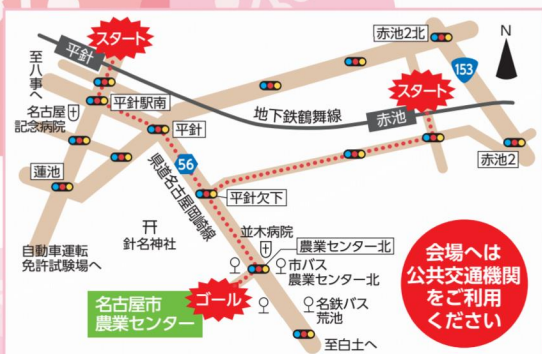 スタート
平針
至八事へ
名古屋
記念病院
平針駅南
平針
蓮池
自動車運転
免許試験場へ
針名神社
県道名古屋岡崎線
56
地下鉄鶴舞線
赤池2北
N
153
スタート
赤池
赤池2
平針欠下
並木病院
農業センター北
市バス
農業センター北
名鉄バス
荒池
名古屋市
農業センター
ゴール
至白土へ
会場へは
公共交通機関
をご利用
ください